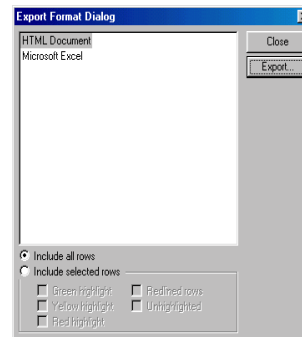 Export Format Dialog
HTML Document
Microsoft Excel
Close
Export...
Include all rows
Include selected rows
Green highlight
Redlined rows
Yellow highlight
Unhighlighted
Red highlight